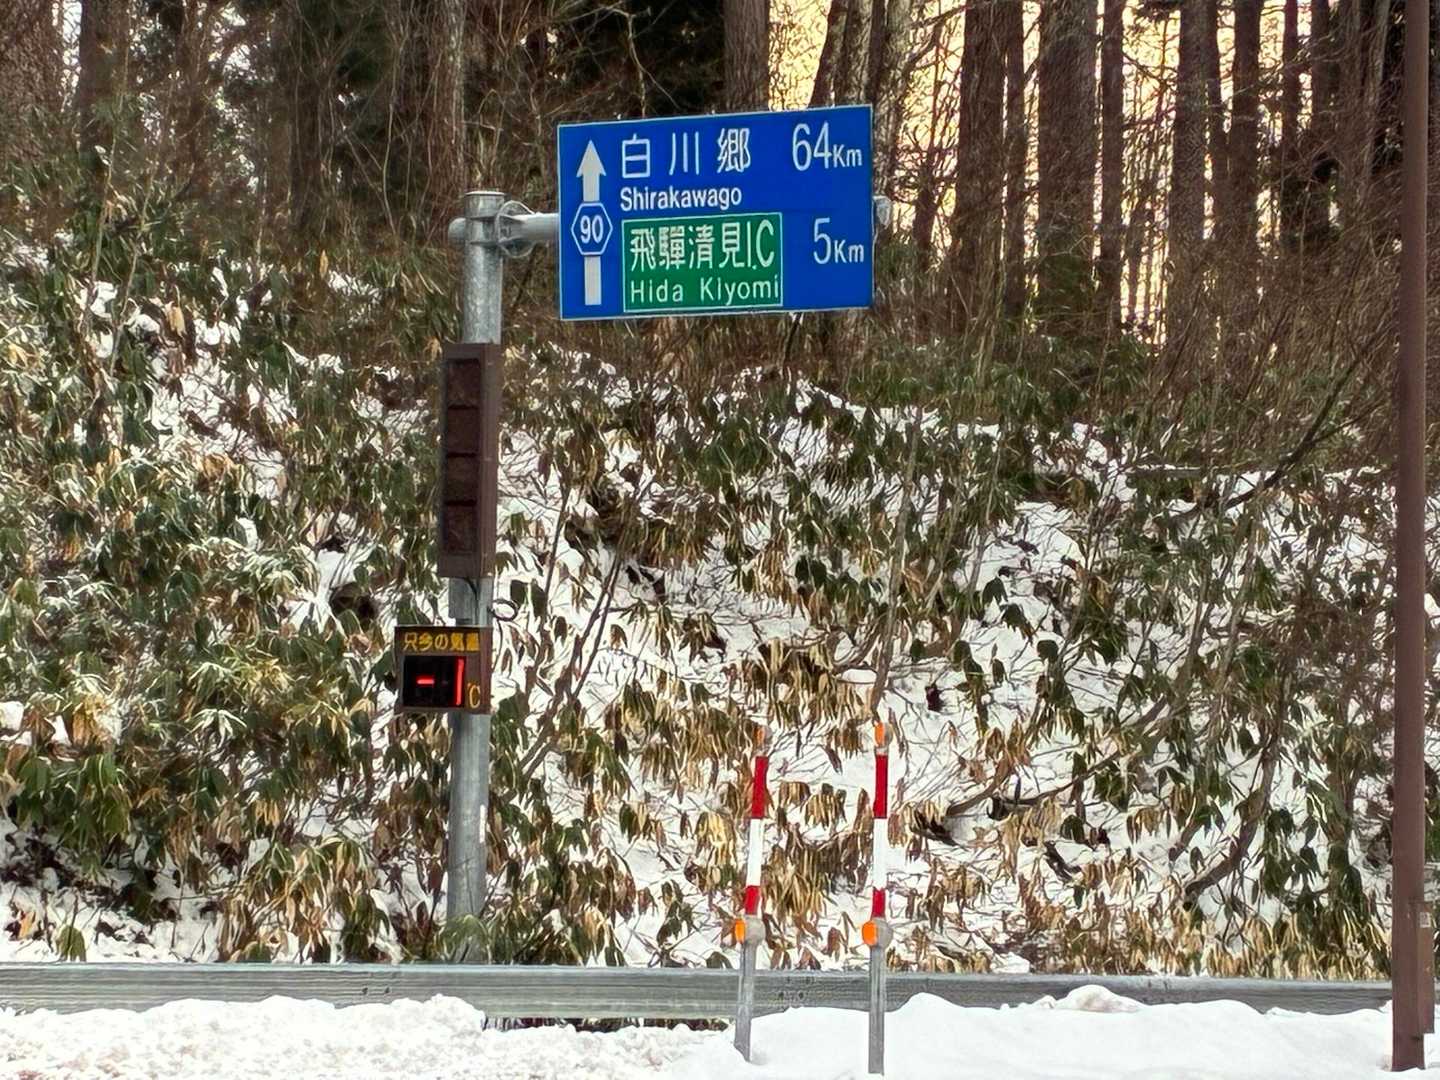 白川郷 64Km
Shirakawago
90
飛騨清見I.C 5Km
Hida Kiyomi
只今の気温
-1℃